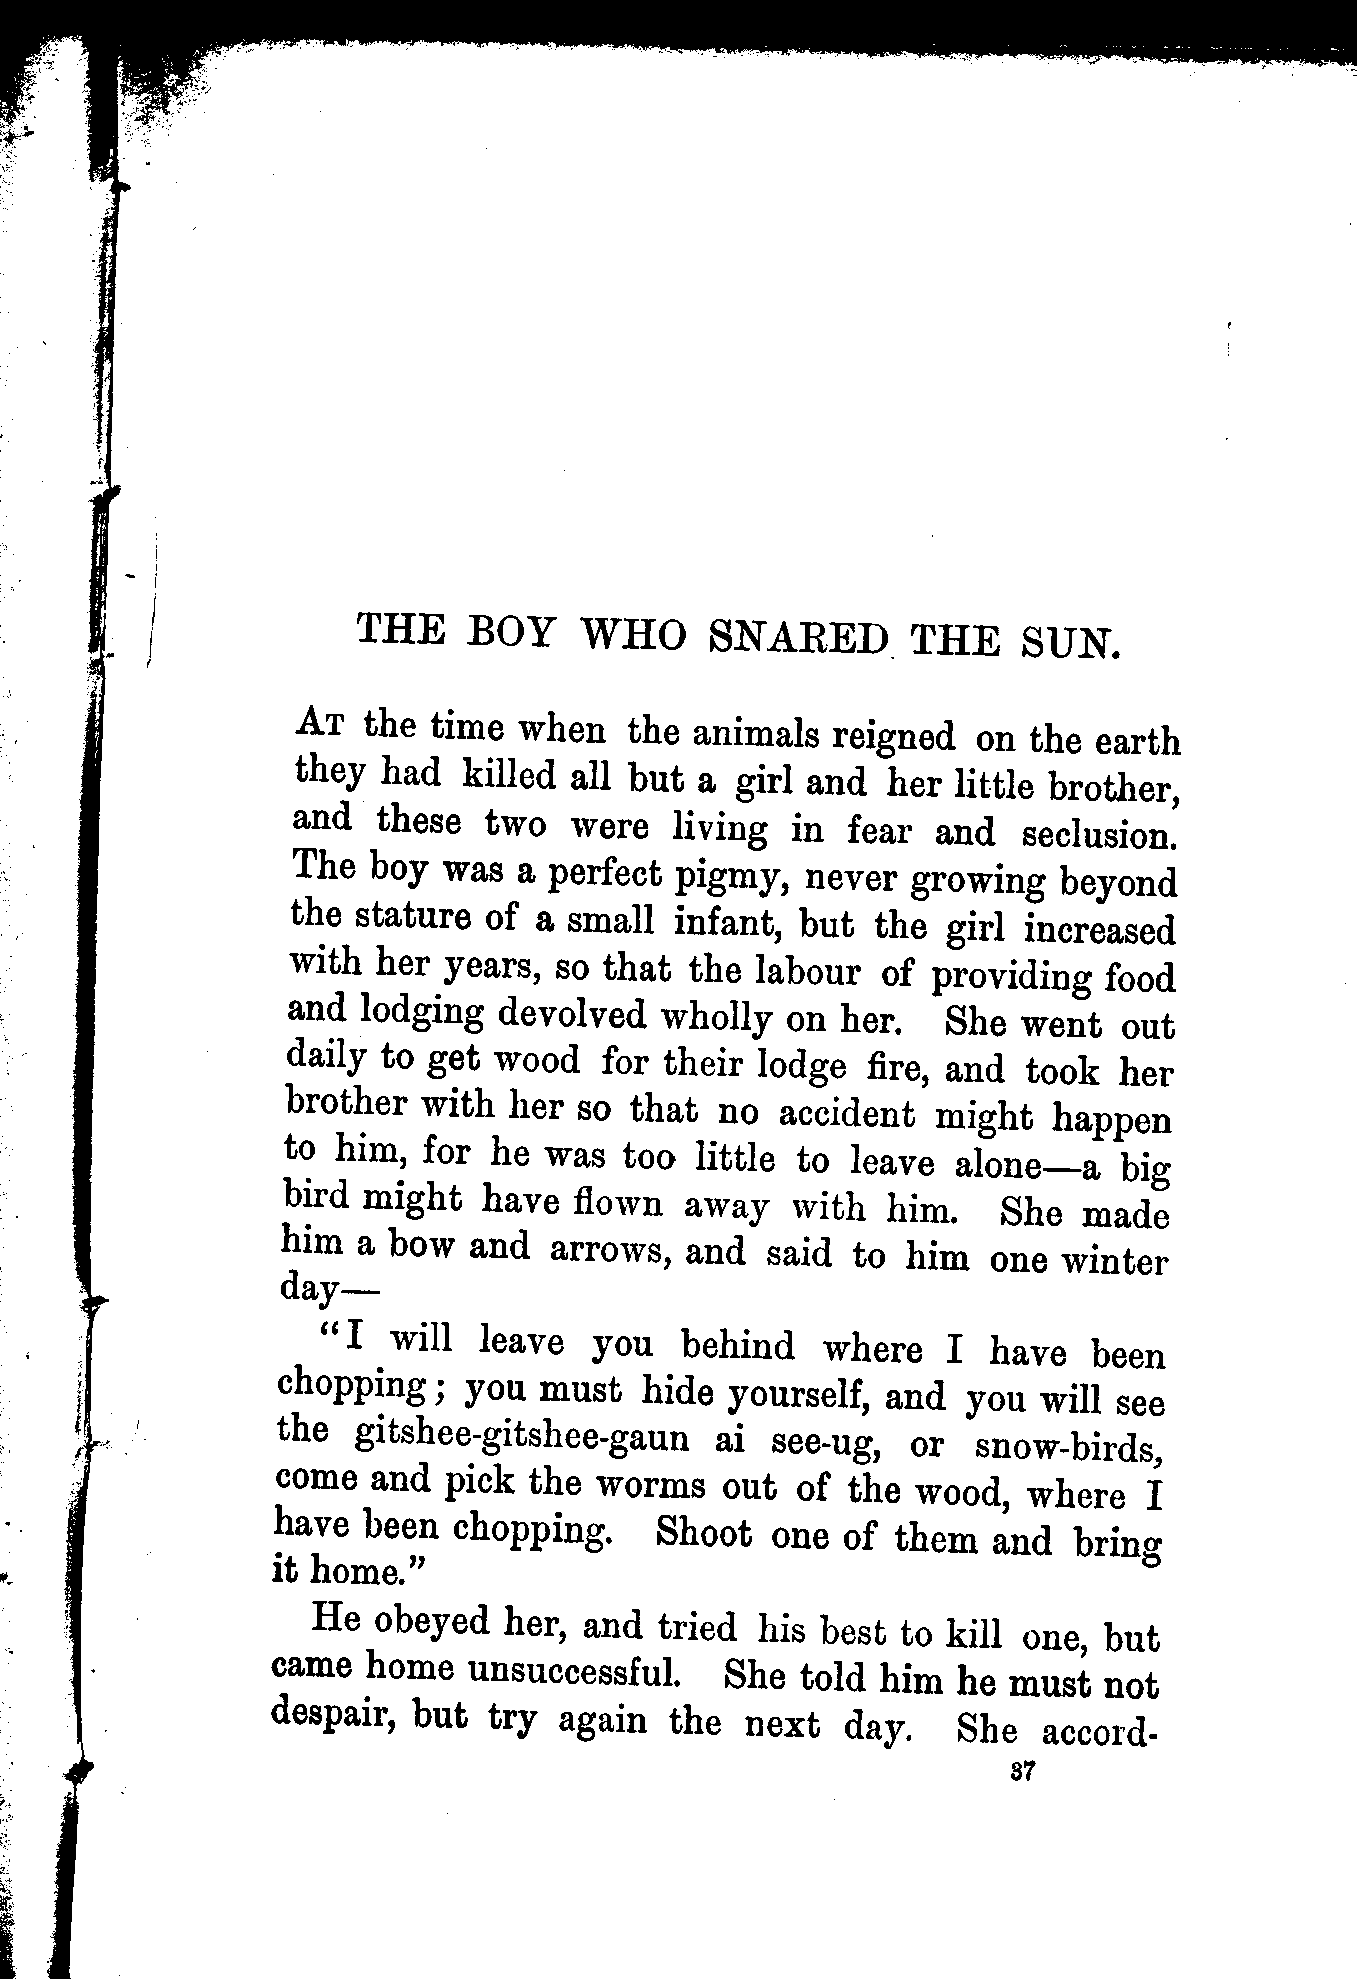 THE BOY WHO SNARED THE SUN.
At the time when the animals reigned on the earth
they had killed all but a girl and her little brother,
and these two were living in fear and seclusion.
The boy was a perfect pigmy, never growing beyond
the stature of a small infant, but the girl increased
with her years, so that the labour of providing food
and lodging devolved wholly on her. She went out
daily to get wood for their lodge fire, and took her
brother with her so that no accident might happen
to him, for he was too little to leave alone—a big
bird might have flown away with him. She made
him a bow and arrows, and said to him one winter
day—
“I will leave you behind where I have been
chopping; you must hide yourself, and you will see
the gitshee-gitshee-gaun ai see-ug, or snow-birds,
come and pick the worms out of the wood, where I
have been chopping. Shoot one of them and bring
it home.”
He obeyed her, and tried his best to kill one, but
came home unsuccessful. She told him he must not
despair, but try again the next day. She accord-
37